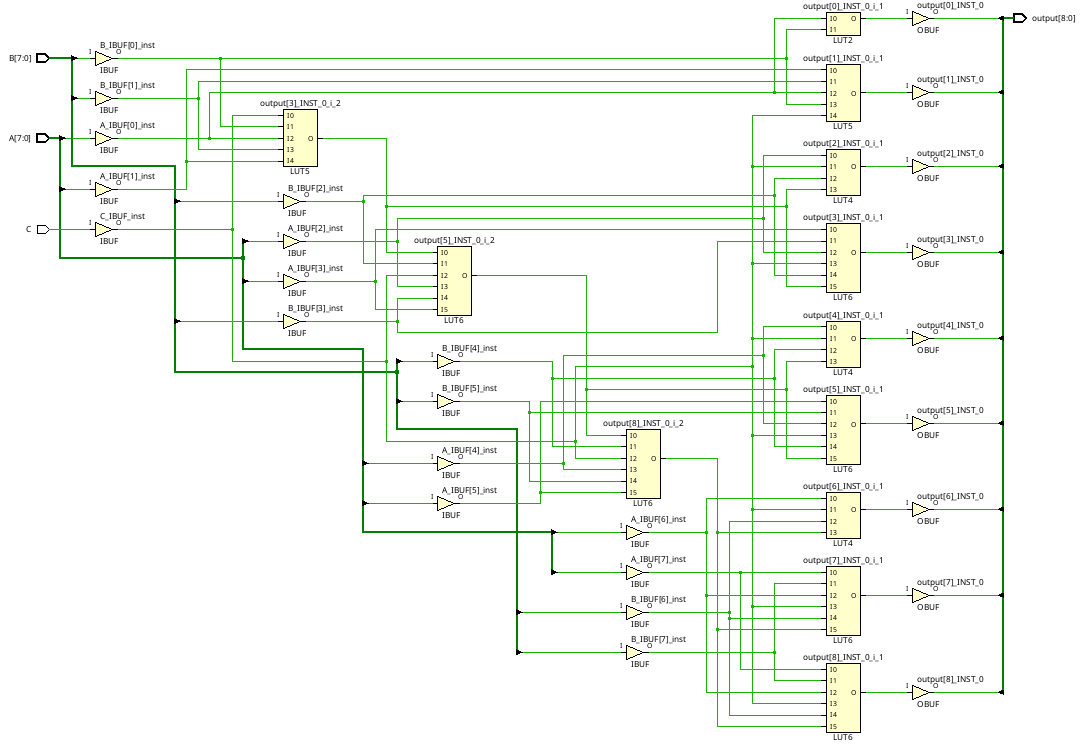 output[0]_INST_0_i_1
I0
I1
O
LUT2
output[0]_INST_0
I
O
OBUF
output[8:0]
B[7:0]
B_IBUF[0]_inst
I
O
IBUF
B_IBUF[1]_inst
I
O
IBUF
A[7:0]
A_IBUF[0]_inst
I
O
IBUF
A_IBUF[1]_inst
I
O
IBUF
C
C_IBUF_inst
I
O
IBUF
output[3]_INST_0_i_2
I0
I1
I2
I3
I4
O
LUT5
B_IBUF[2]_inst
I
O
IBUF
A_IBUF[2]_inst
I
O
IBUF
A_IBUF[3]_inst
I
O
IBUF
B_IBUF[3]_inst
I
O
IBUF
output[5]_INST_0_i_2
I0
I1
I2
I3
I4
I5
O
LUT6
B_IBUF[4]_inst
I
O
IBUF
B_IBUF[5]_inst
I
O
IBUF
A_IBUF[4]_inst
I
O
IBUF
A_IBUF[5]_inst
I
O
IBUF
output[8]_INST_0_i_2
I0
I1
I2
I3
I4
I5
O
LUT6
A_IBUF[6]_inst
I
O
IBUF
A_IBUF[7]_inst
I
O
IBUF
B_IBUF[6]_inst
I
O
IBUF
B_IBUF[7]_inst
I
O
IBUF
output[1]_INST_0_i_1
I0
I1
I2
I3
I4
O
LUT5
output[1]_INST_0
I
O
OBUF
output[2]_INST_0_i_1
I0
I1
I2
I3
O
LUT4
output[2]_INST_0
I
O
OBUF
output[3]_INST_0_i_1
I0
I1
I2
I3
I4
I5
O
LUT6
output[3]_INST_0
I
O
OBUF
output[4]_INST_0_i_1
I0
I1
I2
I3
O
LUT4
output[4]_INST_0
I
O
OBUF
output[5]_INST_0_i_1
I0
I1
I2
I3
I4
I5
O
LUT6
output[5]_INST_0
I
O
OBUF
output[6]_INST_0_i_1
I0
I1
I2
I3
O
LUT4
output[6]_INST_0
I
O
OBUF
output[7]_INST_0_i_1
I0
I1
I2
I3
I4
I5
O
LUT6
output[7]_INST_0
I
O
OBUF
output[8]_INST_0_i_1
I0
I1
I2
I3
I4
I5
O
LUT6
output[8]_INST_0
I
O
OBUF